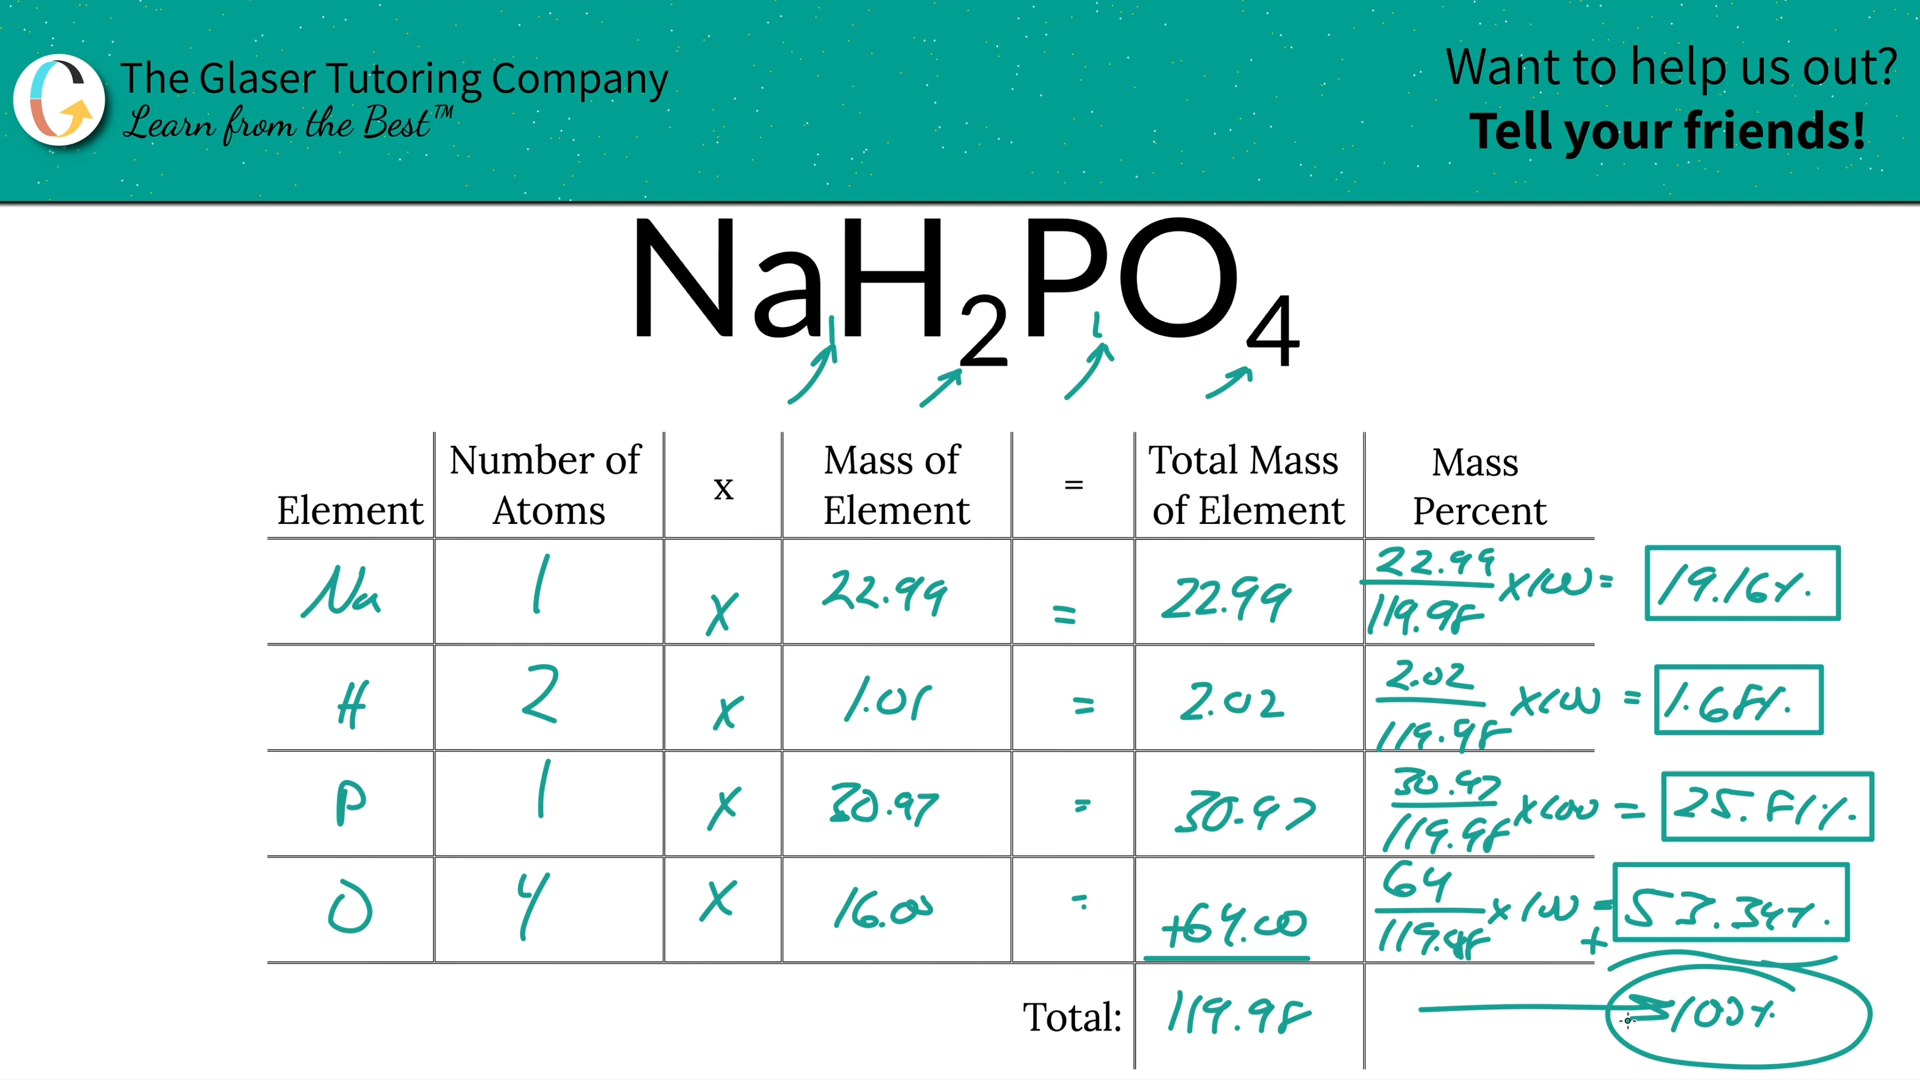 The Glaser Tutoring Company
Learn from the Best™
Want to help us out?
Tell your friends!
NaH₂PO₄
1 1
Element Number of Atoms x Mass of Element = Total Mass of Element Mass Percent
Na 1 x 22.99 = 22.99 22.99/119.98 x100 = 19.16%
H 2 x 1.01 = 2.02 2.02/119.98 x100 = 1.68%
P 1 x 30.97 = 30.97 30.97/119.98 x100 = 25.81%
O 4 x 16.00 = +64.00 64/119.98 x100 = 53.34%
+
Total: 119.98 100%